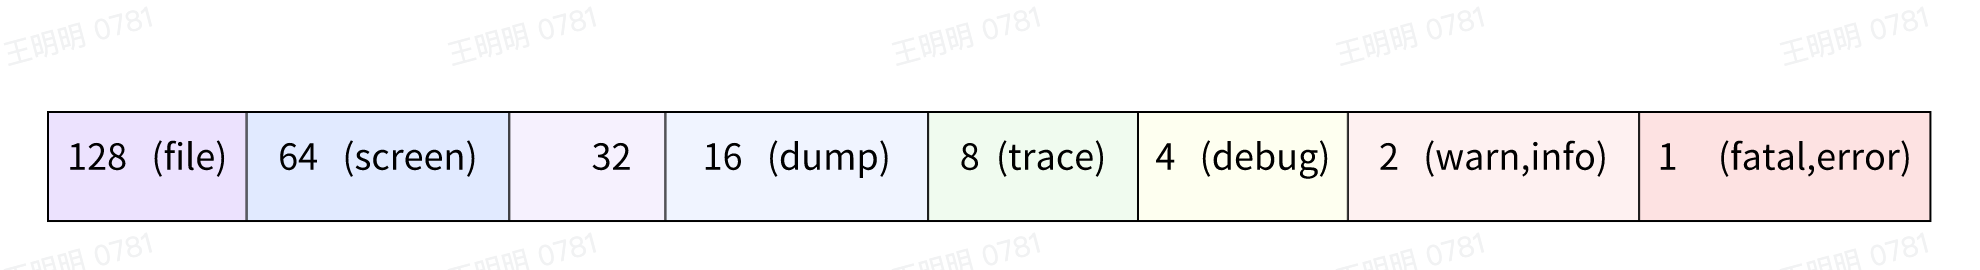 王明明 0781 王明明 0781 王明明 0781 王明明 0781 王明明 0781
128 (file) 64 (screen) 32 16 (dump) 8 (trace) 4 (debug) 2 (warn,info) 1 (fatal,error)
王明明 0781 王明明 0781 王明明 0781 王明明 0781 王明明 0781